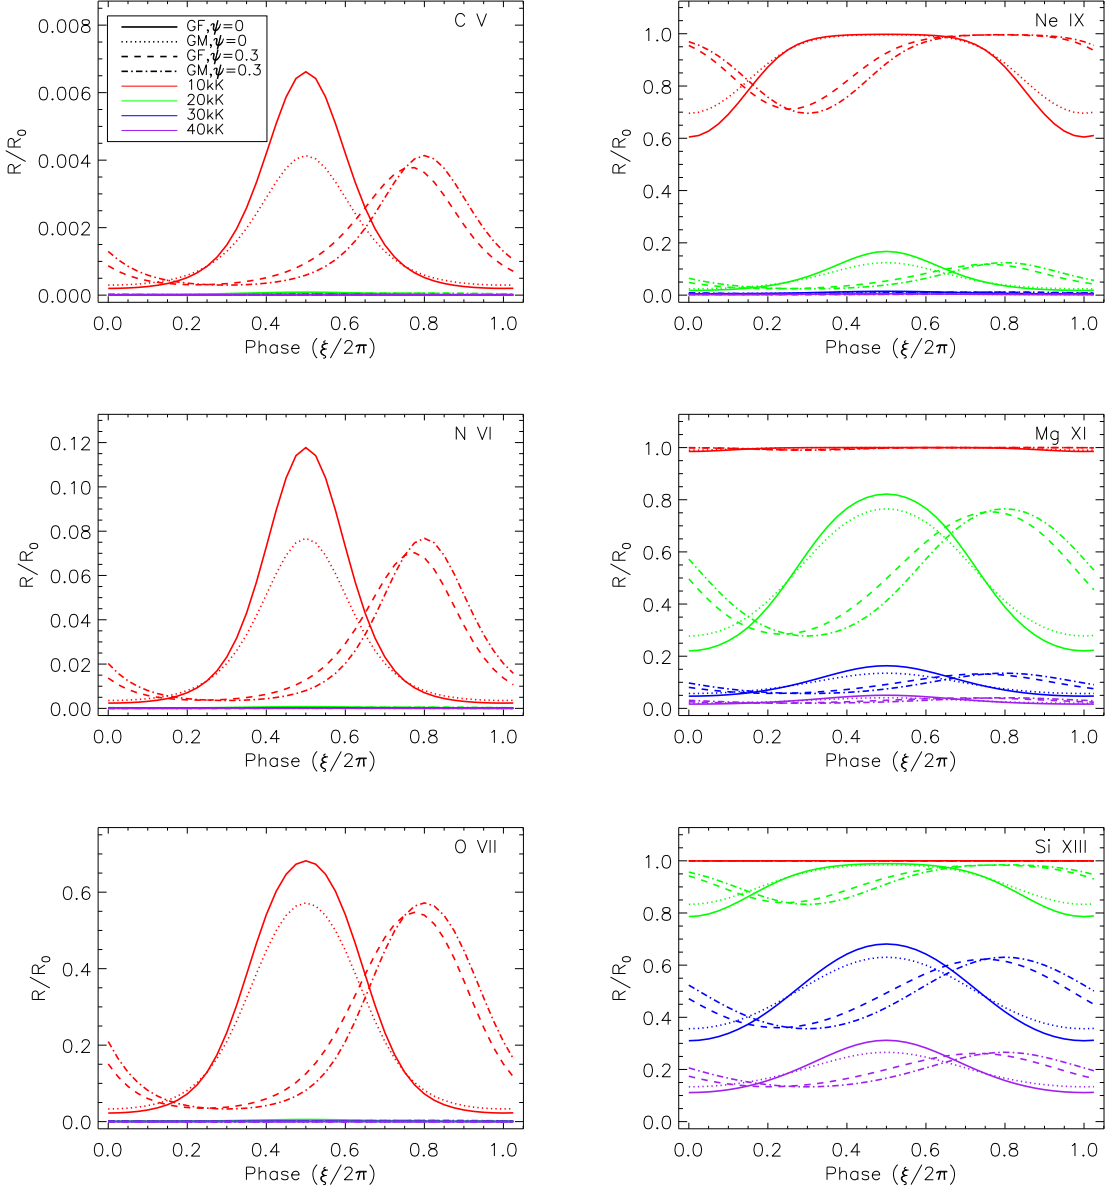 C V
GF,ψ=0
GM,ψ=0
GF,ψ=0.3
GM,ψ=0.3
10kK
20kK
30kK
40kK
0.008
0.006
0.004
0.002
0.000
R/R0
0.0 0.2 0.4 0.6 0.8 1.0
Phase (ξ/2π)
Ne IX
1.0
0.8
0.6
0.4
0.2
0.0
R/R0
0.0 0.2 0.4 0.6 0.8 1.0
Phase (ξ/2π)
N VI
0.12
0.10
0.08
0.06
0.04
0.02
0.00
R/R0
0.0 0.2 0.4 0.6 0.8 1.0
Phase (ξ/2π)
Mg XI
1.0
0.8
0.6
0.4
0.2
0.0
R/R0
0.0 0.2 0.4 0.6 0.8 1.0
Phase (ξ/2π)
O VII
0.6
0.4
0.2
0.0
R/R0
0.0 0.2 0.4 0.6 0.8 1.0
Phase (ξ/2π)
Si XIII
1.0
0.8
0.6
0.4
0.2
0.0
R/R0
0.0 0.2 0.4 0.6 0.8 1.0
Phase (ξ/2π)